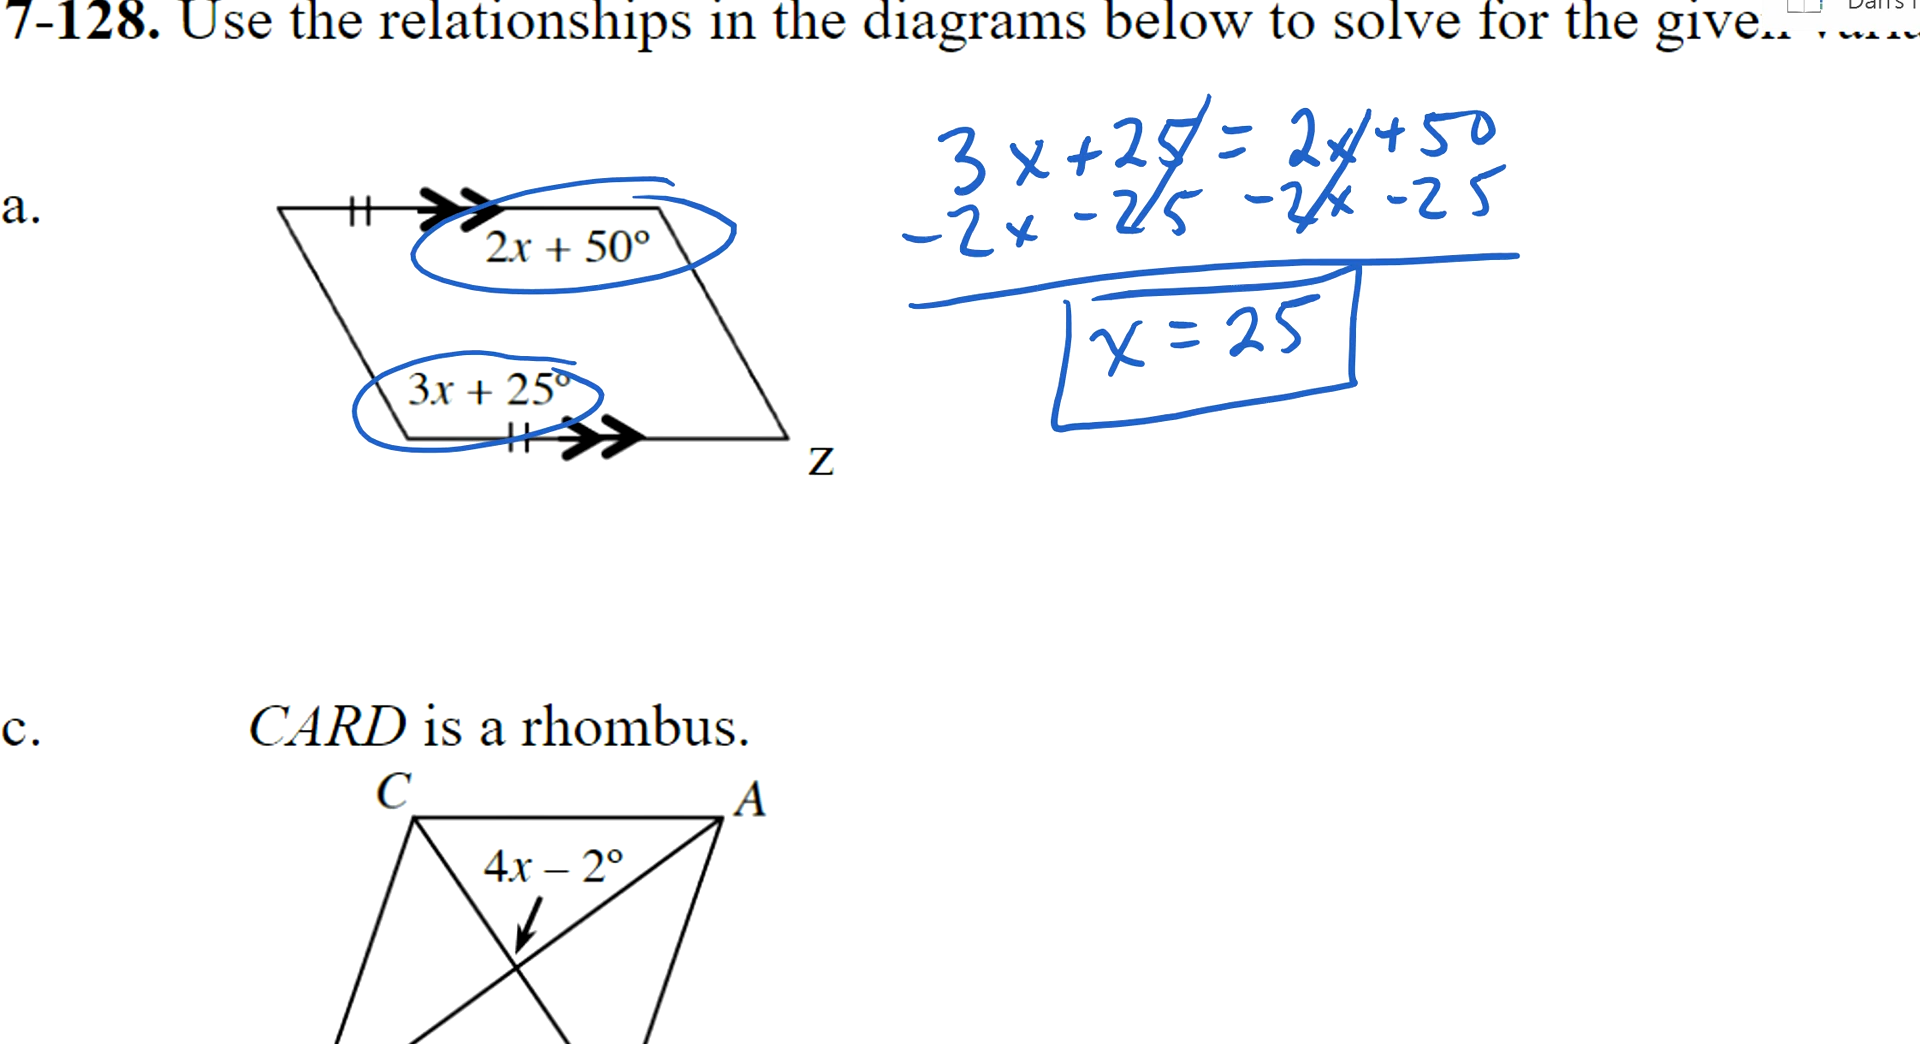 7-128. Use the relationships in the diagrams below to solve for the
a.
2x + 50°
3x + 25°
z
3x + 25 = 2x + 50
-2x - 25 -2x - 25
x = 25
c.
CARD is a rhombus.
C
A
4x – 2°